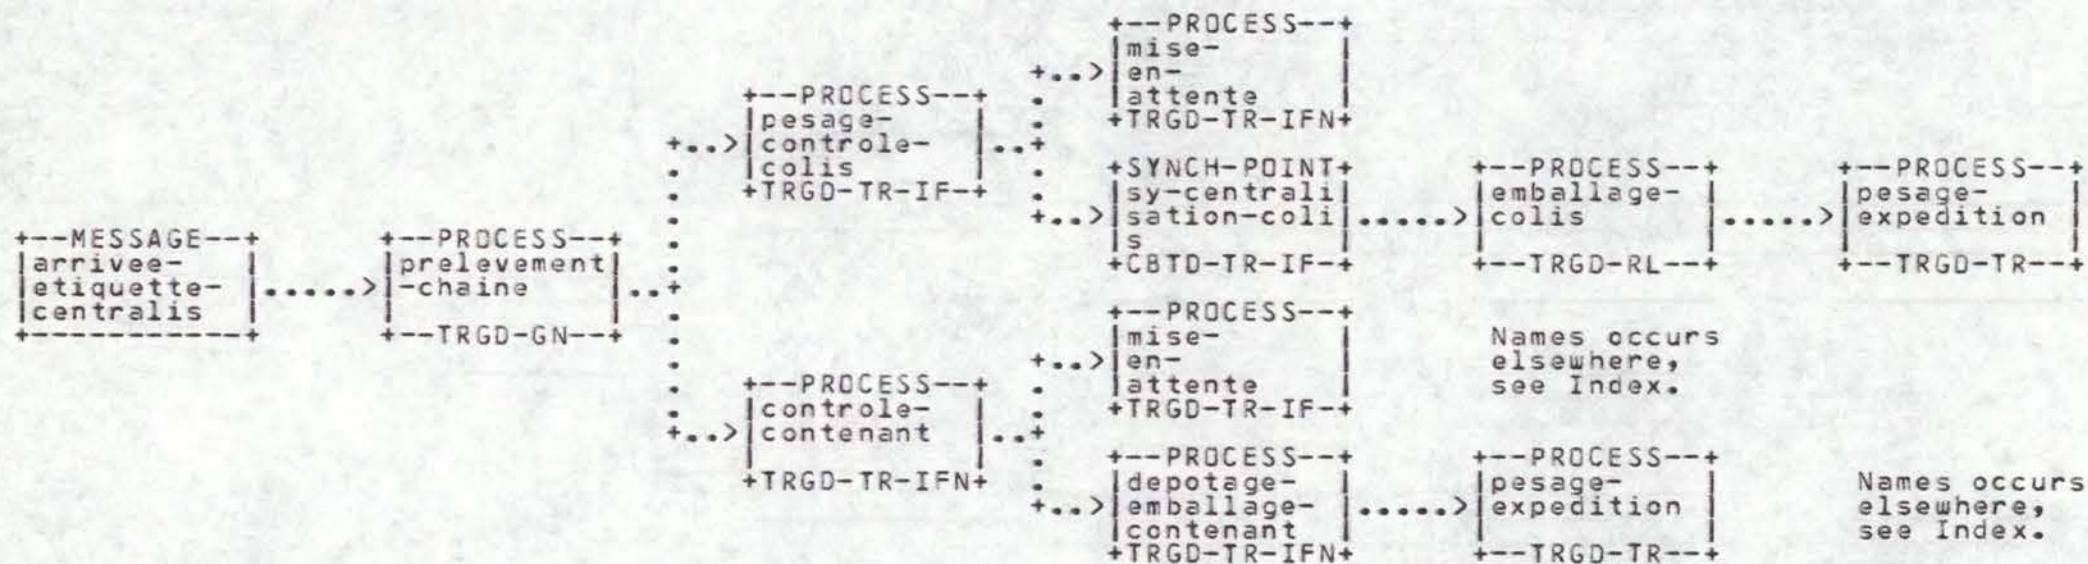 +--PROCESS--+
|mise-      |
+..>|en-        |
|attente    |
+TRGD-TR-IFN+
+--PROCESS--+
|pesage-    |
+..>|controle-  |..+
|colis      |
+TRGD-TR-IF-+
+SYNCH-POINT+
|sy-centrali|
+..>|sation-coli|.....>
|s          |
+CBTD-TR-IF-+
+--PROCESS--+
|emballage- |
|colis      |.....>
+---TRGD-RL--+
+--PROCESS--+
|pesage-    |
|expedition |
+---TRGD-TR--+
+--MESSAGE--+
|arrivee-   |
|etiquette- |.....>
|centralis  |
+-----------+
+--PROCESS--+
|prelevement|
|-chaine    |..+
+--TRGD-GN--+
+--PROCESS--+
|mise-      |
+..>|en-        |
|attente    |
+TRGD-TR-IF-+
Names occurs
elsewhere,
see Index.
+--PROCESS--+
|controle-  |
+..>|contenant  |..+
+TRGD-TR-IFN+
+--PROCESS--+
|depotage-  |
+..>|emballage- |.....>
|contenant  |
+TRGD-TR-IFN+
+--PROCESS--+
|pesage-    |
|expedition |
+---TRGD-TR--+
Names occurs
elsewhere,
see Index.